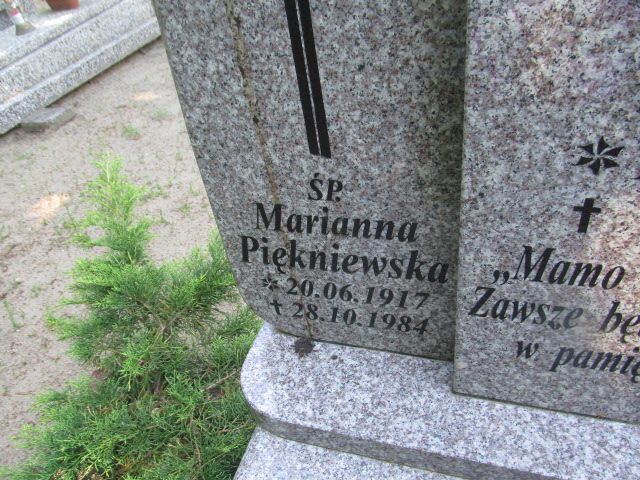 ŚP.
Marianna
Piękniewska
* 20.06.1917
✝ 28.10.1984
*
✝
„Mamo
Zawsze
w